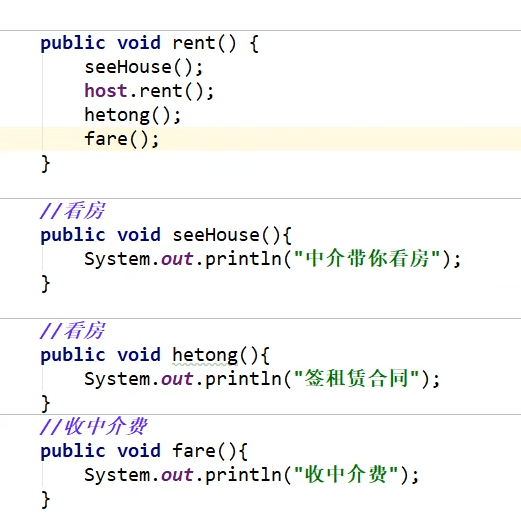 public void rent() {
    seeHouse();
    host.rent();
    hetong();
    fare();
}
//看房
public void seeHouse(){
    System.out.println("中介带你看房");
}
//看房
public void hetong(){
    System.out.println("签租赁合同");
}
//收中介费
public void fare(){
    System.out.println("收中介费");
}